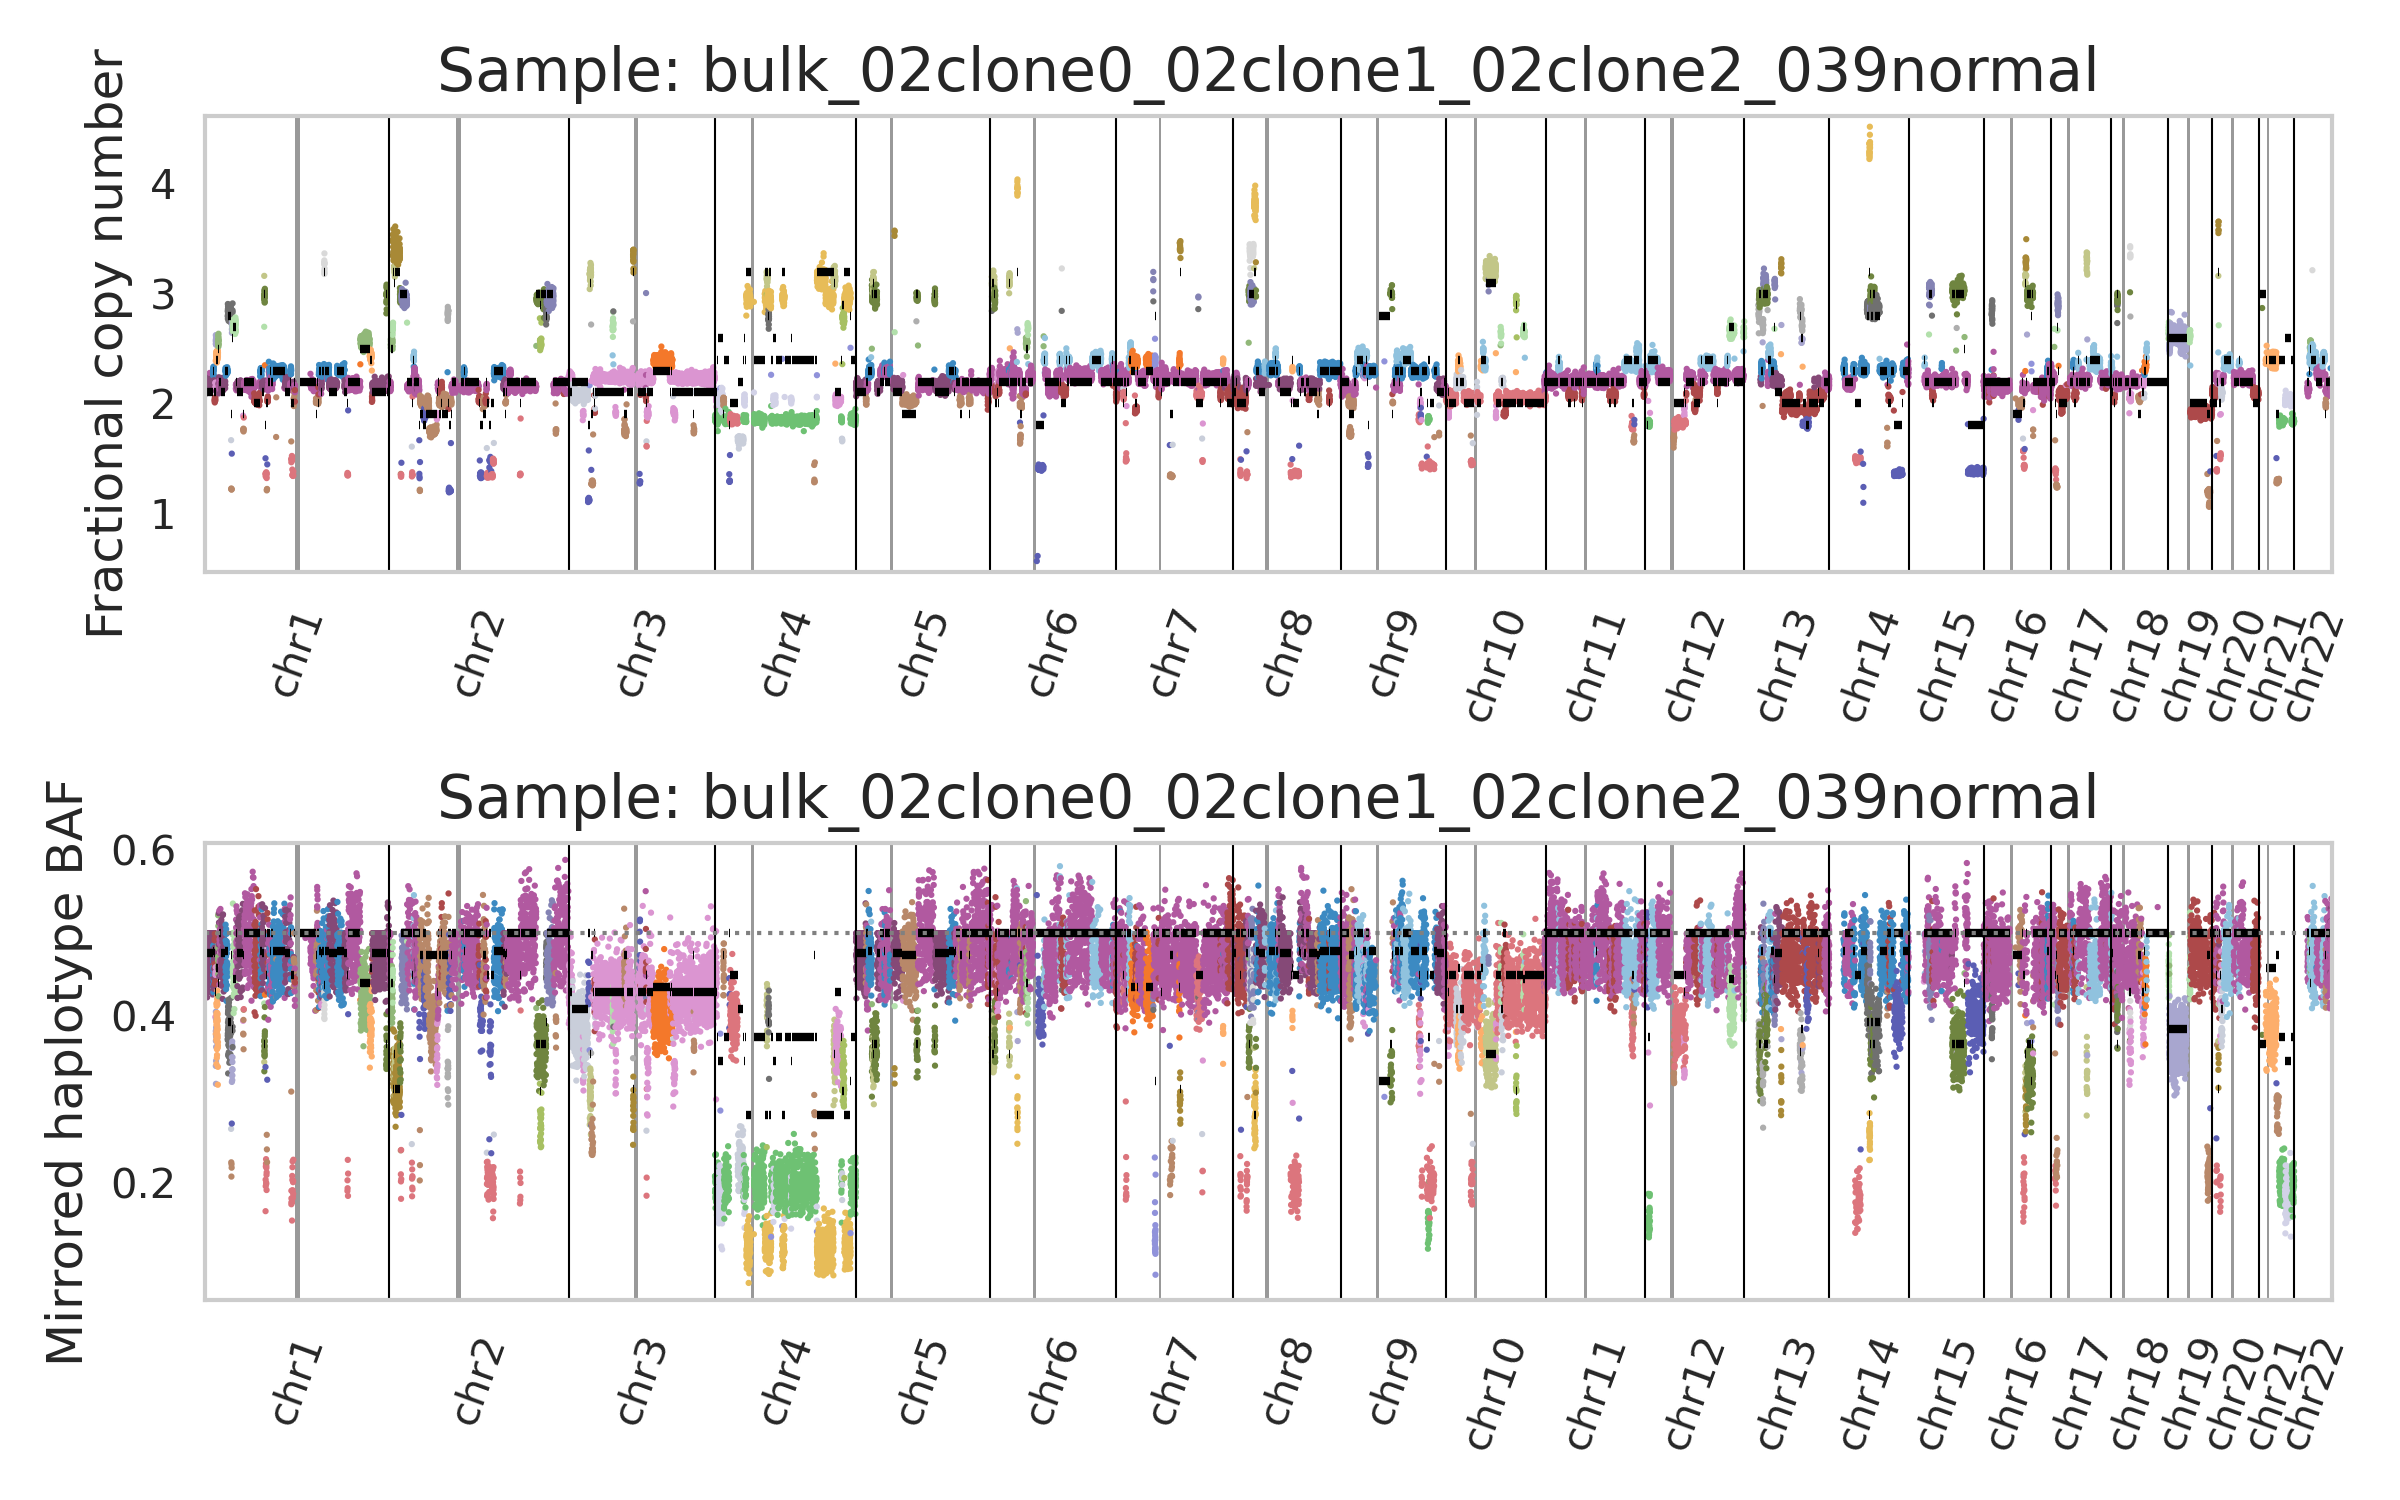 Sample: bulk_02clone0_02clone1_02clone2_039normal
Fractional copy number
4
3
2
1
chr1 chr2 chr3 chr4 chr5 chr6 chr7 chr8 chr9 chr10 chr11 chr12 chr13 chr14 chr15 chr16 chr17 chr18 chr19 chr20 chr21 chr22
Sample: bulk_02clone0_02clone1_02clone2_039normal
Mirrored haplotype BAF
0.6
0.4
0.2
chr1 chr2 chr3 chr4 chr5 chr6 chr7 chr8 chr9 chr10 chr11 chr12 chr13 chr14 chr15 chr16 chr17 chr18 chr19 chr20 chr21 chr22